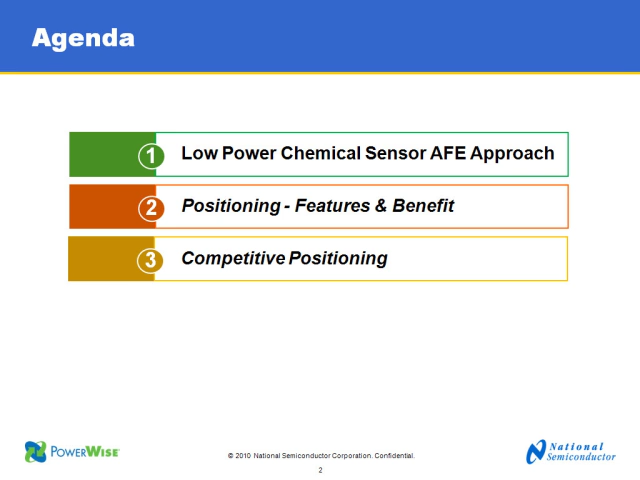 Agenda
1 Low Power Chemical Sensor AFE Approach
2 Positioning - Features & Benefit
3 Competitive Positioning
POWERWISE®
© 2010 National Semiconductor Corporation. Confidential.
2
National
Semiconductor